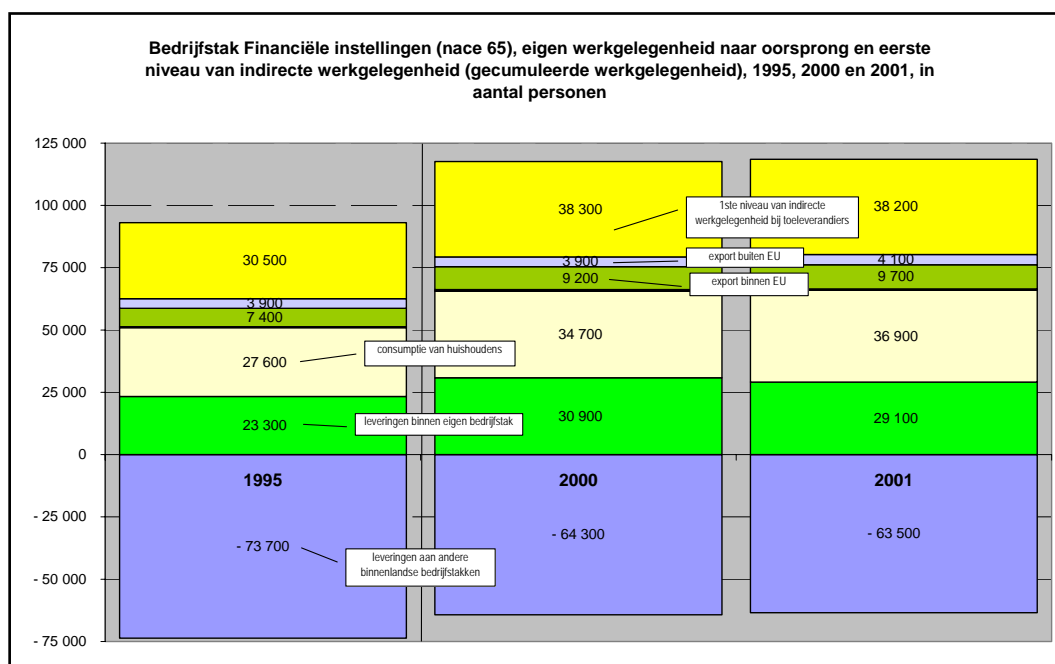 Bedrijfstak Financiële instellingen (nace 65), eigen werkgelegenheid naar oorsprong en eerste
niveau van indirecte werkgelegenheid (gecumuleerde werkgelegenheid), 1995, 2000 en 2001, in
aantal personen
125 000
100 000
75 000
50 000
25 000
0
- 25 000
- 50 000
- 75 000
30 500
3 900
7 400
27 600
23 300
1995
- 73 700
38 300
3 900
9 200
34 700
30 900
2000
- 64 300
38 200
4 100
9 700
36 900
29 100
2001
- 63 500
1ste niveau van indirecte
werkgelegenheid bij toeleverandiers
export buiten EU
export binnen EU
consumptie van huishoudens
leveringen binnen eigen bedrijfstak
leveringen aan andere
binnenlandse bedrijfstakken